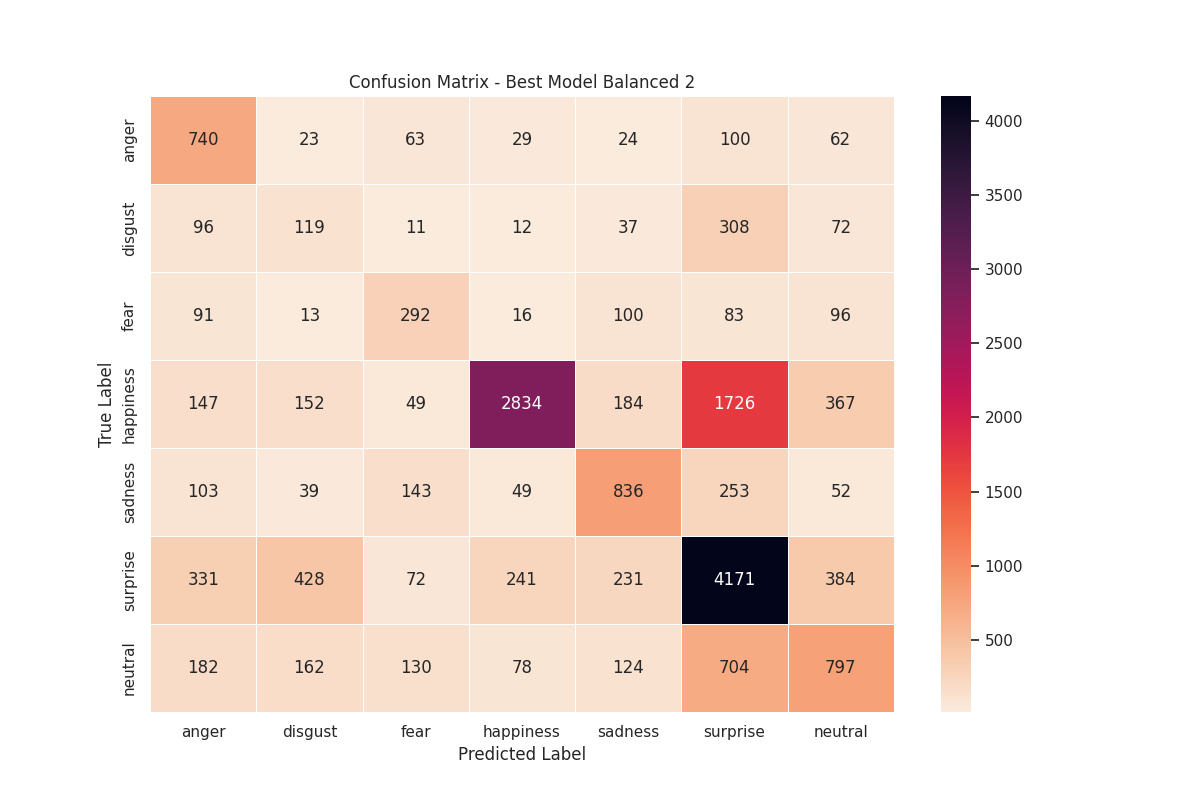 Confusion Matrix - Best Model Balanced 2
True Label
anger 740 23 63 29 24 100 62
disgust 96 119 11 12 37 308 72
fear 91 13 292 16 100 83 96
happiness 147 152 49 2834 184 1726 367
sadness 103 39 143 49 836 253 52
surprise 331 428 72 241 231 4171 384
neutral 182 162 130 78 124 704 797
anger disgust fear happiness sadness surprise neutral
Predicted Label
4000
3500
3000
2500
2000
1500
1000
500